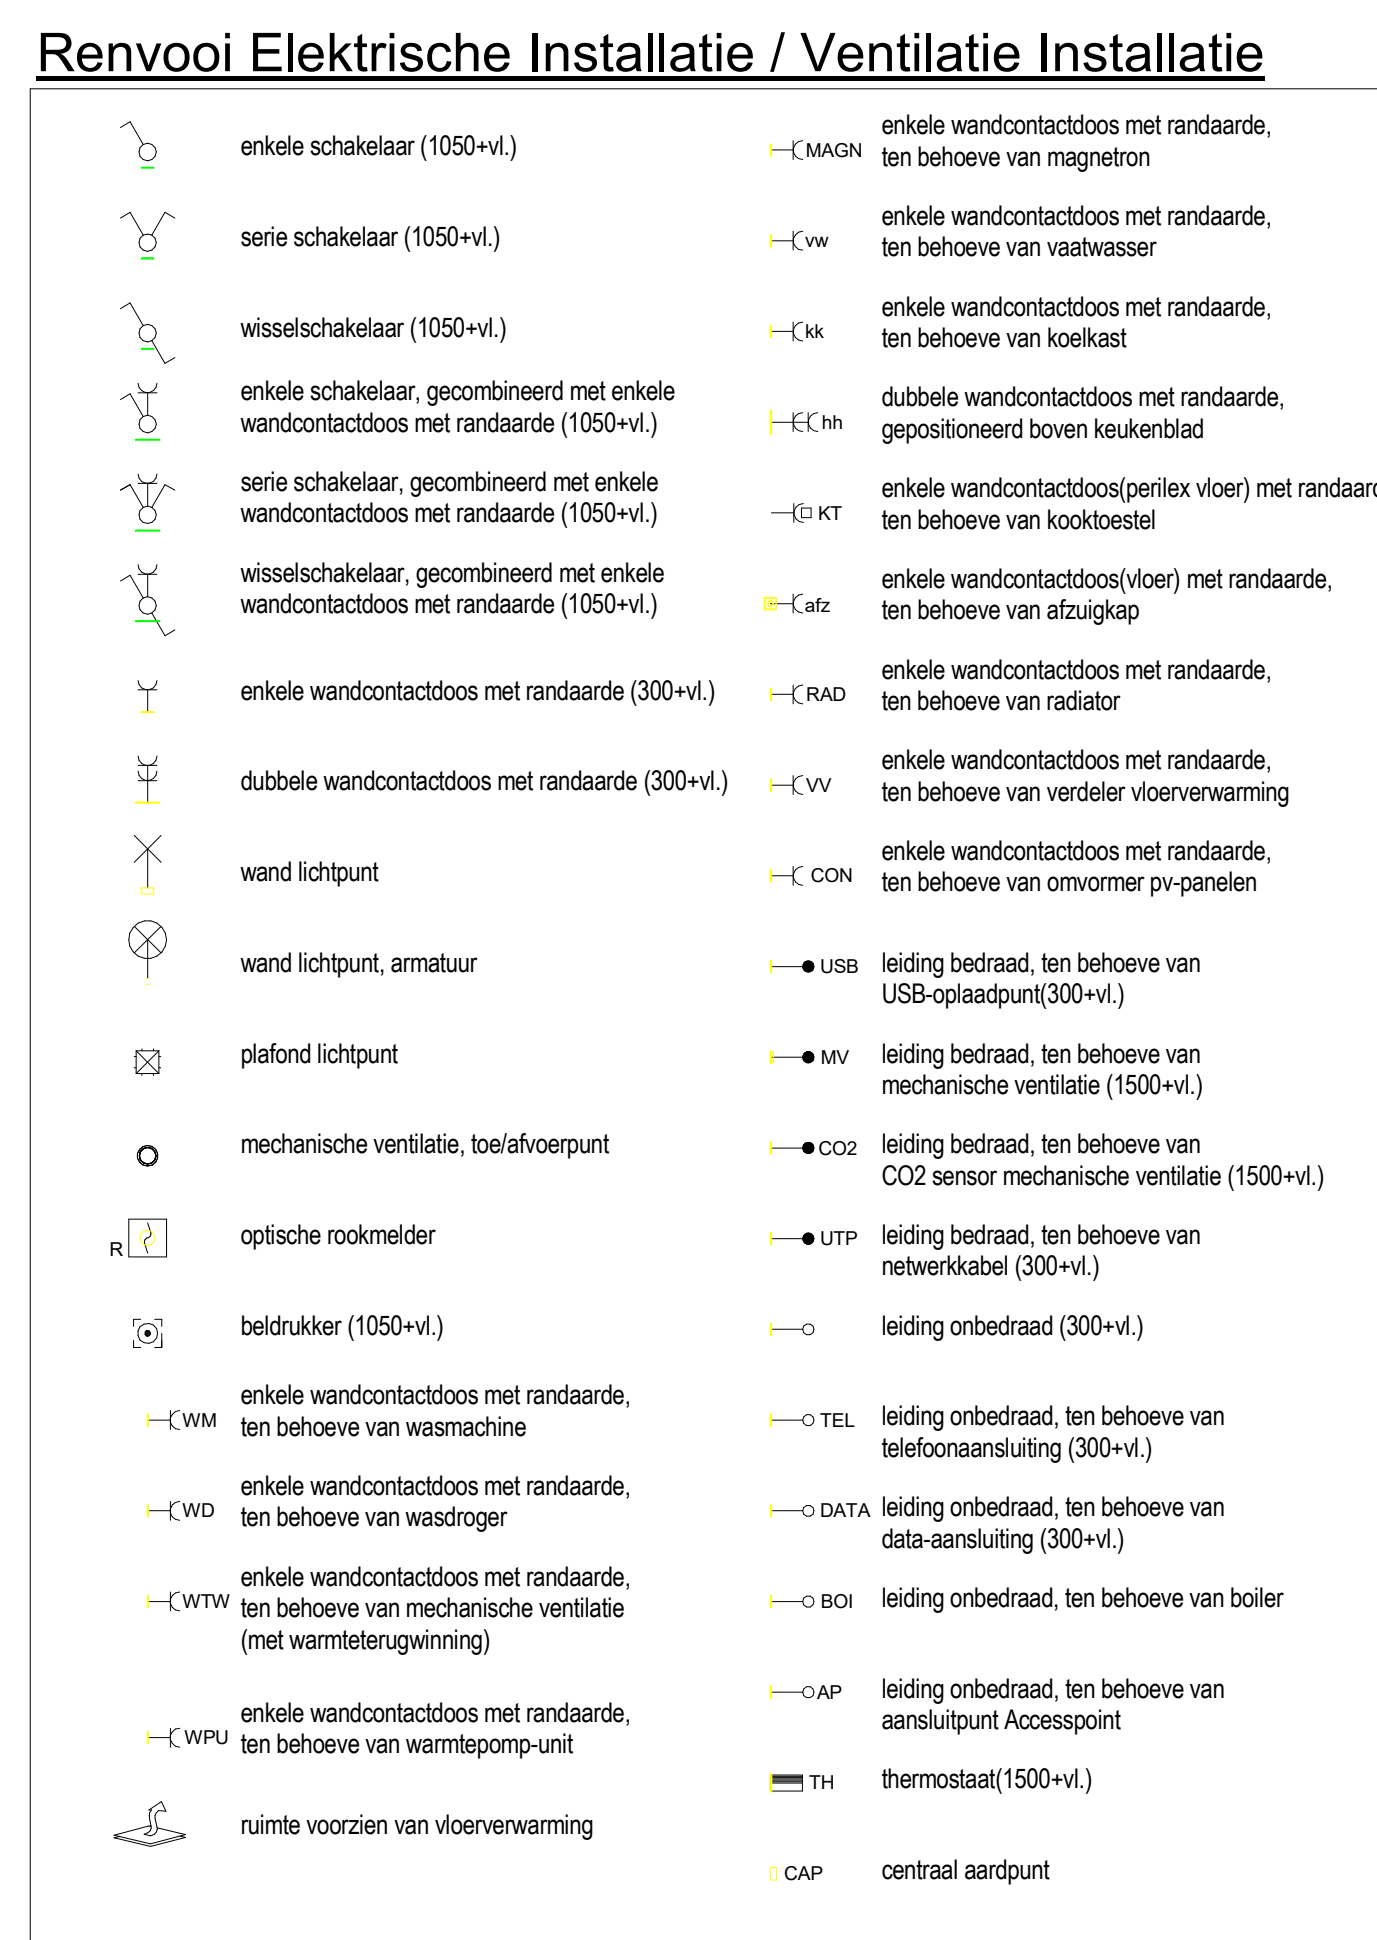 Renvooi Elektrische Installatie / Ventilatie Installatie
enkele schakelaar (1050+vl.)
serie schakelaar (1050+vl.)
wisselschakelaar (1050+vl.)
enkele schakelaar, gecombineerd met enkele
wandcontactdoos met randaarde (1050+vl.)
serie schakelaar, gecombineerd met enkele
wandcontactdoos met randaarde (1050+vl.)
wisselschakelaar, gecombineerd met enkele
wandcontactdoos met randaarde (1050+vl.)
enkele wandcontactdoos met randaarde (300+vl.)
dubbele wandcontactdoos met randaarde (300+vl.)
wand lichtpunt
wand lichtpunt, armatuur
plafond lichtpunt
mechanische ventilatie, toe/afvoerpunt
R optische rookmelder
beldrukker (1050+vl.)
enkele wandcontactdoos met randaarde,
WM ten behoeve van wasmachine
enkele wandcontactdoos met randaarde,
WD ten behoeve van wasdroger
enkele wandcontactdoos met randaarde,
WTW ten behoeve van mechanische ventilatie
(met warmteterugwinning)
enkele wandcontactdoos met randaarde,
WPU ten behoeve van warmtepomp-unit
ruimte voorzien van vloerverwarming
enkele wandcontactdoos met randaarde,
MAGN ten behoeve van magnetron
enkele wandcontactdoos met randaarde,
vw ten behoeve van vaatwasser
enkele wandcontactdoos met randaarde,
kk ten behoeve van koelkast
dubbele wandcontactdoos met randaarde,
hh gepositioneerd boven keukenblad
enkele wandcontactdoos(perilex vloer) met randaard
KT ten behoeve van kooktoestel
enkele wandcontactdoos(vloer) met randaarde,
afz ten behoeve van afzuigkap
enkele wandcontactdoos met randaarde,
RAD ten behoeve van radiator
enkele wandcontactdoos met randaarde,
VV ten behoeve van verdeler vloerverwarming
enkele wandcontactdoos met randaarde,
CON ten behoeve van omvormer pv-panelen
USB leiding bedraad, ten behoeve van
USB-oplaadpunt(300+vl.)
MV leiding bedraad, ten behoeve van
mechanische ventilatie (1500+vl.)
CO2 leiding bedraad, ten behoeve van
CO2 sensor mechanische ventilatie (1500+vl.)
UTP leiding bedraad, ten behoeve van
netwerkkabel (300+vl.)
leiding onbedraad (300+vl.)
TEL leiding onbedraad, ten behoeve van
telefoonaansluiting (300+vl.)
DATA leiding onbedraad, ten behoeve van
data-aansluiting (300+vl.)
BOI leiding onbedraad, ten behoeve van boiler
AP leiding onbedraad, ten behoeve van
aansluitpunt Accesspoint
TH thermostaat(1500+vl.)
CAP centraal aardpunt